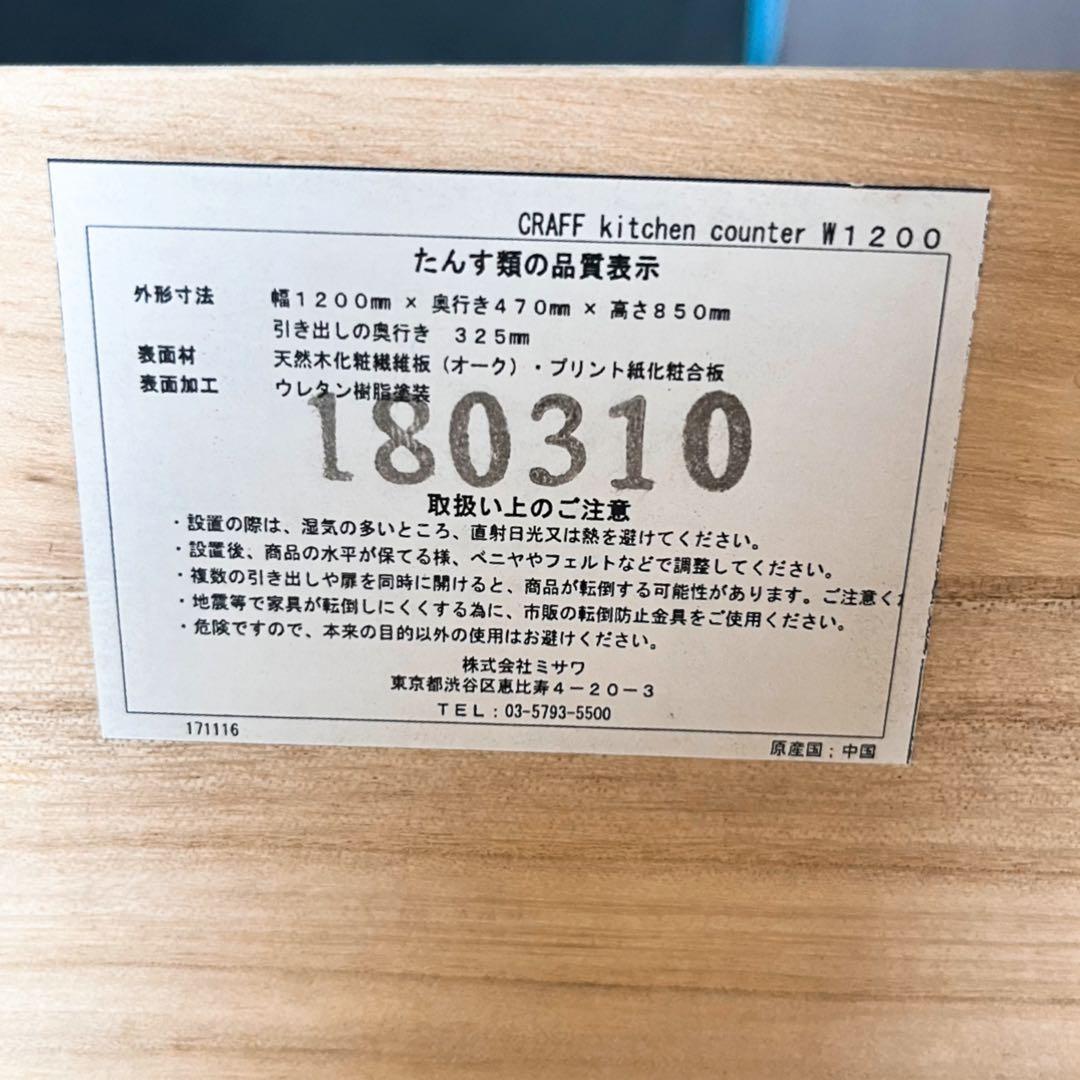 CRAFF kitchen counter W1200
たんす類の品質表示
外形寸法 幅1200㎜ × 奥行き470㎜ × 高さ850㎜
引き出しの奥行き 325㎜
表面材 天然木化粧繊維板(オーク)・プリント紙化粧合板
表面加工 ウレタン樹脂塗装
180310
取扱い上のご注意
・設置の際は、湿気の多いところ、直射日光又は熱を避けてください。
・設置後、商品の水平が保てる様、ベニヤやフェルトなどで調整してください。
・複数の引き出しや扉を同時に開けると、商品が転倒する可能性があります。ご注意くだ
・地震等で家具が転倒しにくくする為に、市販の転倒防止金具をご使用ください。
・危険ですので、本来の目的以外の使用はお避けください。
株式会社ミサワ
東京都渋谷区恵比寿4-20-3
TEL:03-5793-5500
171116 原産国;中国